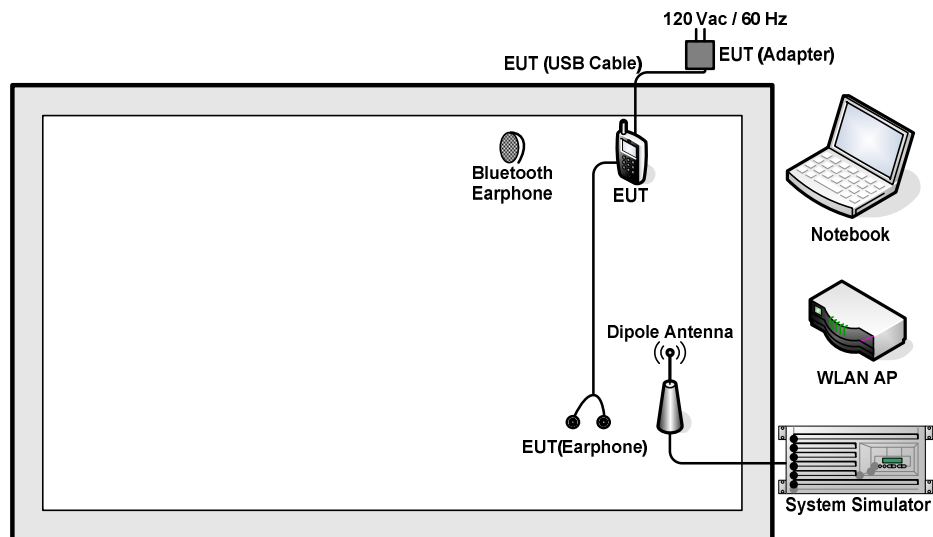 120 Vac / 60 Hz
EUT (USB Cable)
EUT (Adapter)
Bluetooth
Earphone
EUT
Notebook
Dipole Antenna
WLAN AP
EUT(Earphone)
System Simulator